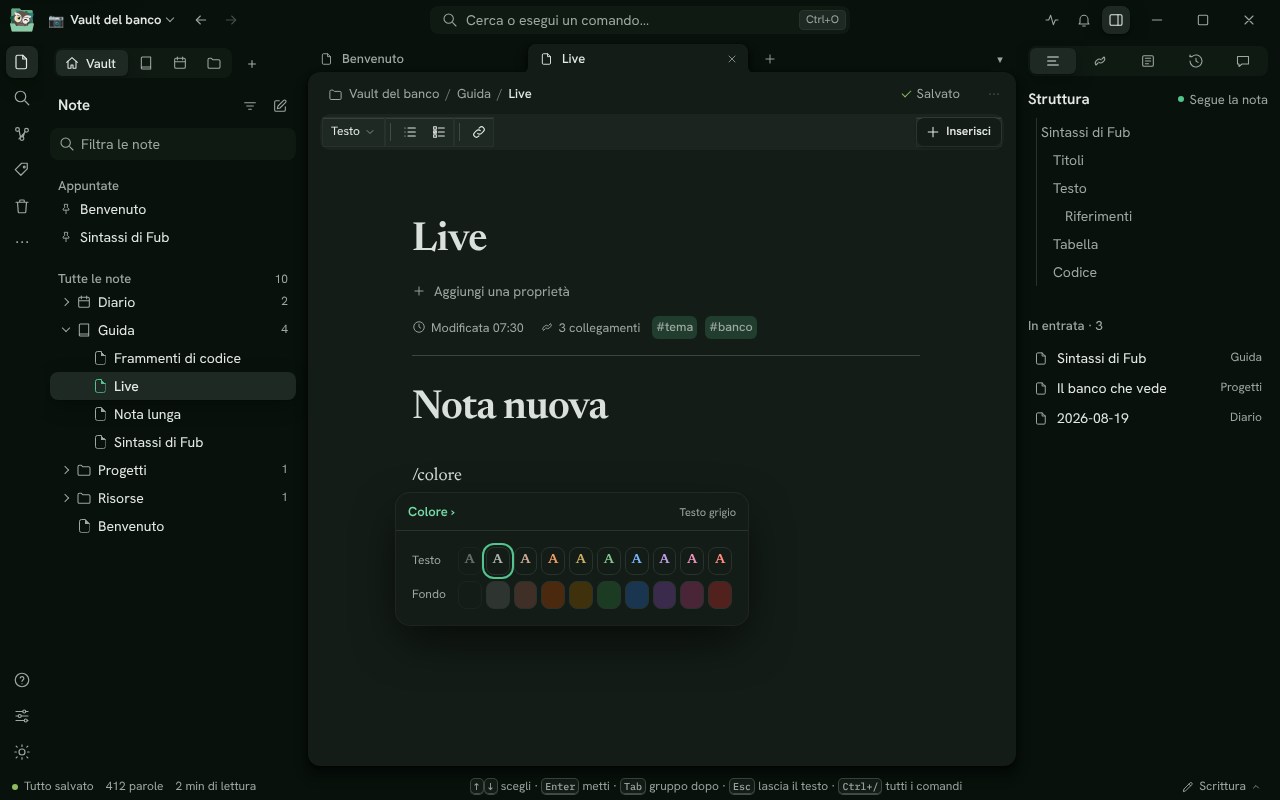 Vault del banco
Cerca o esegui un comando...
Ctrl+O
Vault
Benvenuto
Live
Note
Filtra le note
Appuntate
Benvenuto
Sintassi di Fub
Tutte le note 10
Diario 2
Guida 4
Frammenti di codice
Live
Nota lunga
Sintassi di Fub
Progetti 1
Risorse 1
Benvenuto
Vault del banco / Guida / Live
Salvato
Testo
Inserisci
Live
Aggiungi una proprietà
Modificata 07:30 3 collegamenti #tema #banco
Nota nuova
/colore
Colore › Testo grigio
Testo A A A A A A A A A A
Fondo
Struttura Segue la nota
Sintassi di Fub
Titoli
Testo
Riferimenti
Tabella
Codice
In entrata · 3
Sintassi di Fub Guida
Il banco che vede Progetti
2026-08-19 Diario
Tutto salvato 412 parole 2 min di lettura
↑ ↓ scegli · Enter metti · Tab gruppo dopo · Esc lascia il testo · Ctrl+/ tutti i comandi
Scrittura